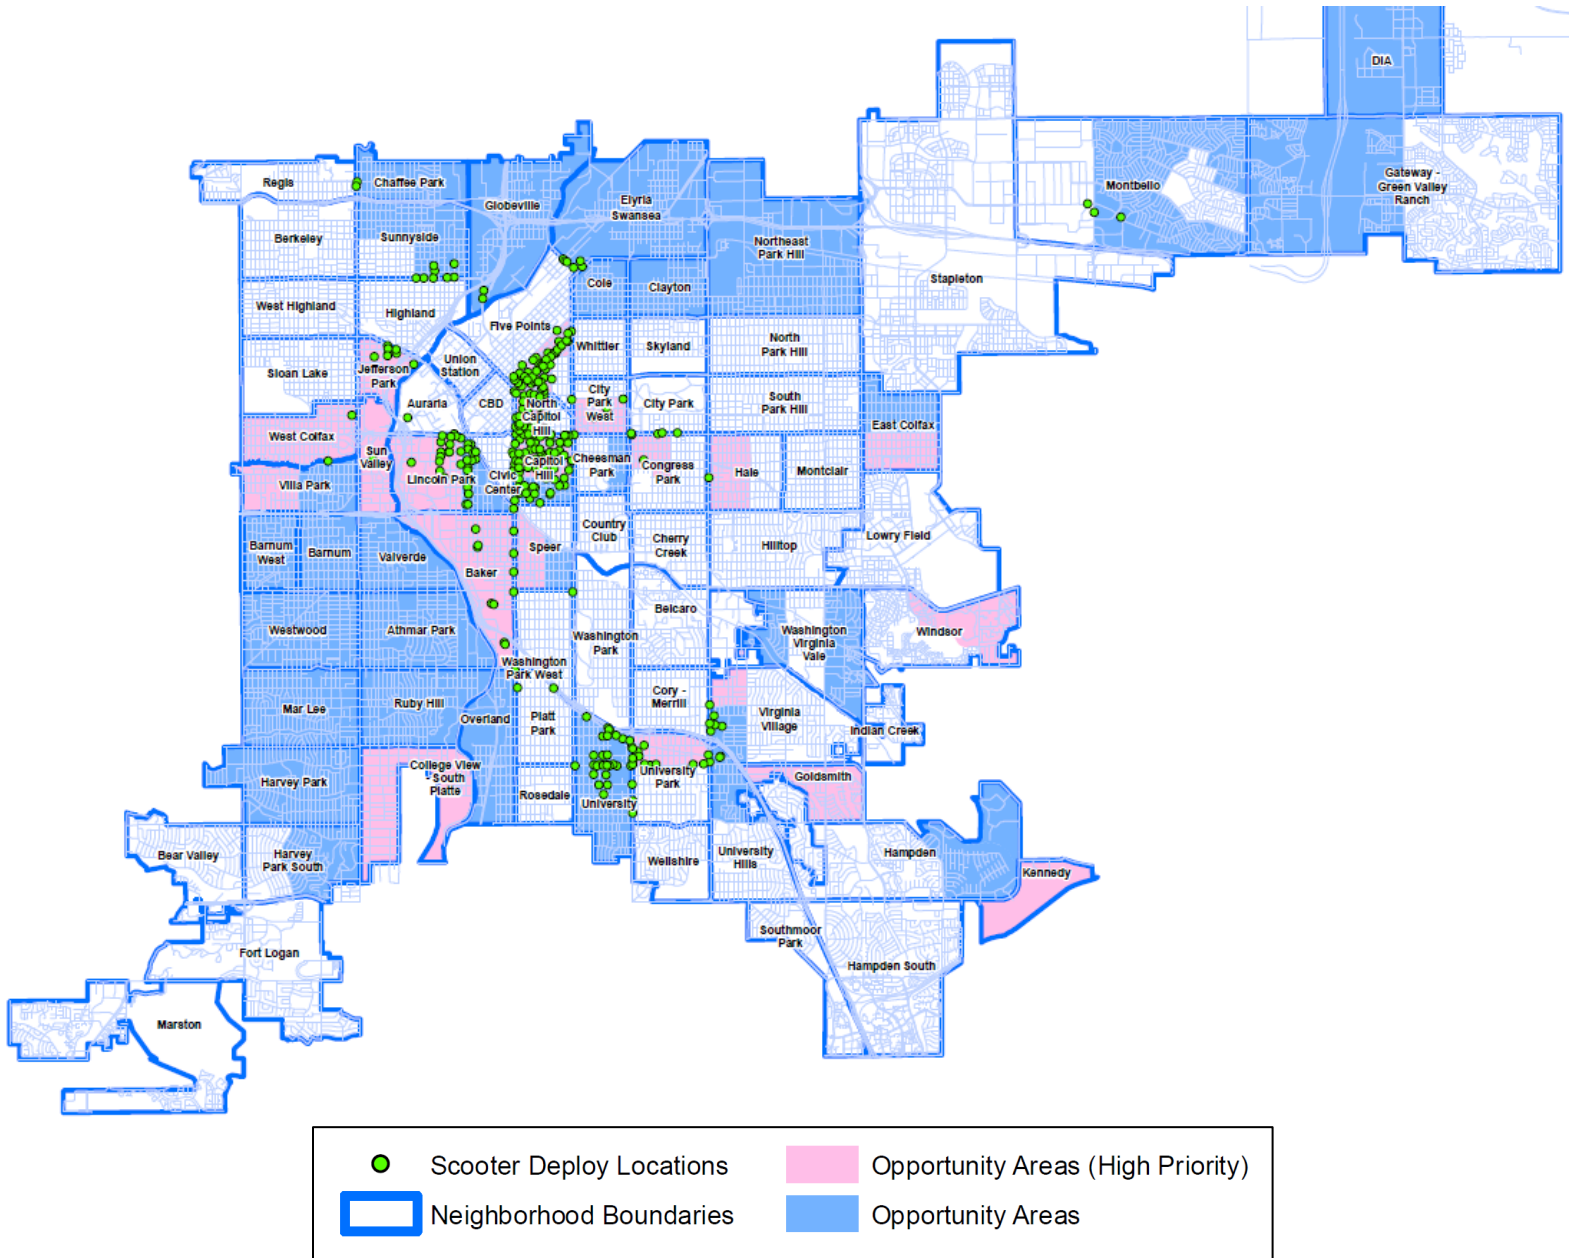 DIA
Regis
Chaffee Park
Globeville
Elyria
Swansea
Montbello
Gateway -
Green Valley
Ranch
Berkeley
Sunnyside
Northeast
Park Hill
Stapleton
Cole
Clayton
West Highland
Highland
Five Points
Whittier
Skyland
North
Park Hill
Sloan Lake
Jefferson
Park
Union
Station
Auraria
CBD
North
Capitol
Hill
City
Park
West
City Park
South
Park Hill
East Colfax
West Colfax
Sun
Valley
Lincoln Park
Civic
Center
Capitol
Hill
Cheesman
Park
Congress
Park
Hale
Montclair
Villa Park
Barnum
West
Barnum
Valverde
Baker
Speer
Country
Club
Cherry
Creek
Hilltop
Lowry Field
Westwood
Athmar Park
Washington
Park West
Washington
Park
Belcaro
Washington
Virginia
Vale
Windsor
Mar Lee
Ruby Hill
Overland
Platt
Park
Cory -
Merrill
Virginia
Village
Indian Creek
Harvey Park
College View
- South
Platte
Rosedale
University
University
Park
Goldsmith
Bear Valley
Harvey
Park South
Wellshire
University
Hills
Hampden
Kennedy
Fort Logan
Southmoor
Park
Hampden South
Marston
Scooter Deploy Locations
Opportunity Areas (High Priority)
Neighborhood Boundaries
Opportunity Areas